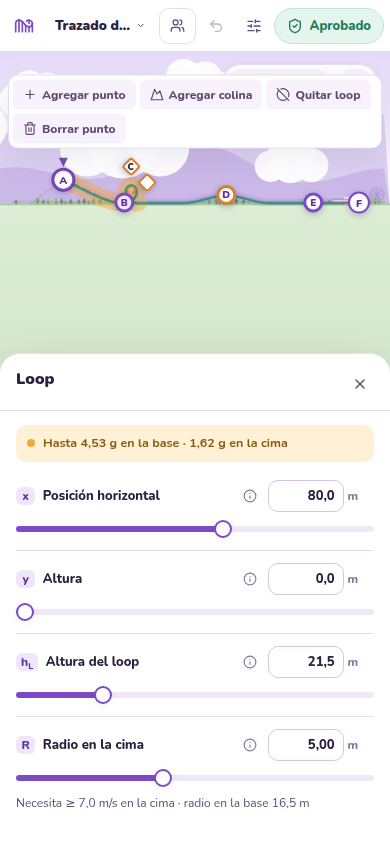 Trazado d...
Aprobado
Agregar punto
Agregar colina
Quitar loop
Borrar punto
A
B
C
D
E
F
Loop
Hasta 4,53 g en la base · 1,62 g en la cima
x Posición horizontal 80,0 m
y Altura 0,0 m
hL Altura del loop 21,5 m
R Radio en la cima 5,00 m
Necesita ≥ 7,0 m/s en la cima · radio en la base 16,5 m